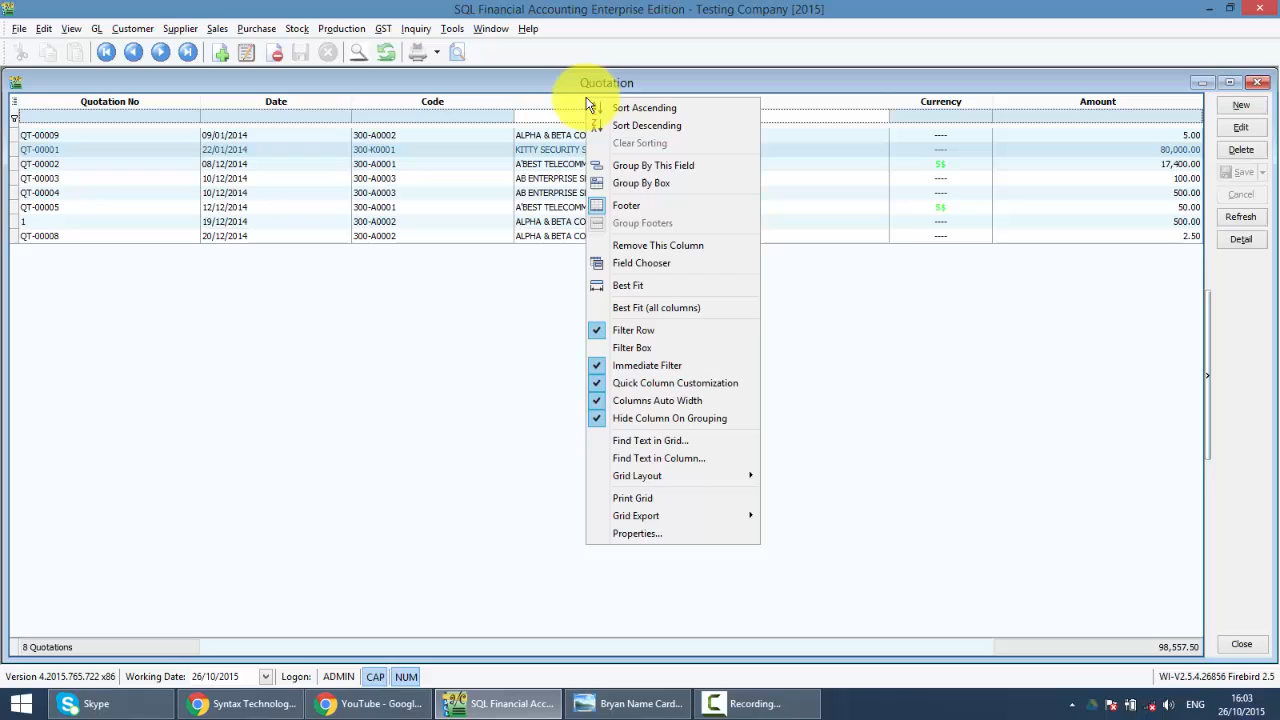 SQL Financial Accounting Enterprise Edition - Testing Company [2015]
File Edit View GL Customer Supplier Sales Purchase Stock Production GST Inquiry Tools Window Help
Quotation
Quotation No Date Code Currency Amount
QT-00009 09/01/2014 300-A0002 ALPHA & BETA CO ---- 5.00
QT-00001 22/01/2014 300-K0001 KITTY SECURITY S ---- 80,000.00
QT-00002 08/12/2014 300-A0001 A'BEST TELECOMM S$ 17,400.00
QT-00003 10/12/2014 300-A0003 AB ENTERPRISE S ---- 100.00
QT-00004 10/12/2014 300-A0003 AB ENTERPRISE S ---- 500.00
QT-00005 12/12/2014 300-A0001 A'BEST TELECOMM S$ 50.00
1 19/12/2014 300-A0002 ALPHA & BETA CO ---- 500.00
QT-00008 20/12/2014 300-A0002 ALPHA & BETA CO ---- 2.50
Sort Ascending
Sort Descending
Clear Sorting
Group By This Field
Group By Box
Footer
Group Footers
Remove This Column
Field Chooser
Best Fit
Best Fit (all columns)
Filter Row
Filter Box
Immediate Filter
Quick Column Customization
Columns Auto Width
Hide Column On Grouping
Find Text in Grid...
Find Text in Column...
Grid Layout
Print Grid
Grid Export
Properties...
New
Edit
Delete
Save
Cancel
Refresh
Detail
8 Quotations 98,557.50
Close
Version 4.2015.765.722 x86 Working Date: 26/10/2015 Logon: ADMIN CAP NUM WI-V2.5.4.26856 Firebird 2.5
Skype Syntax Technolog... YouTube - Googl... SQL Financial Acc... Bryan Name Card... Recording...
16:03
26/10/2015